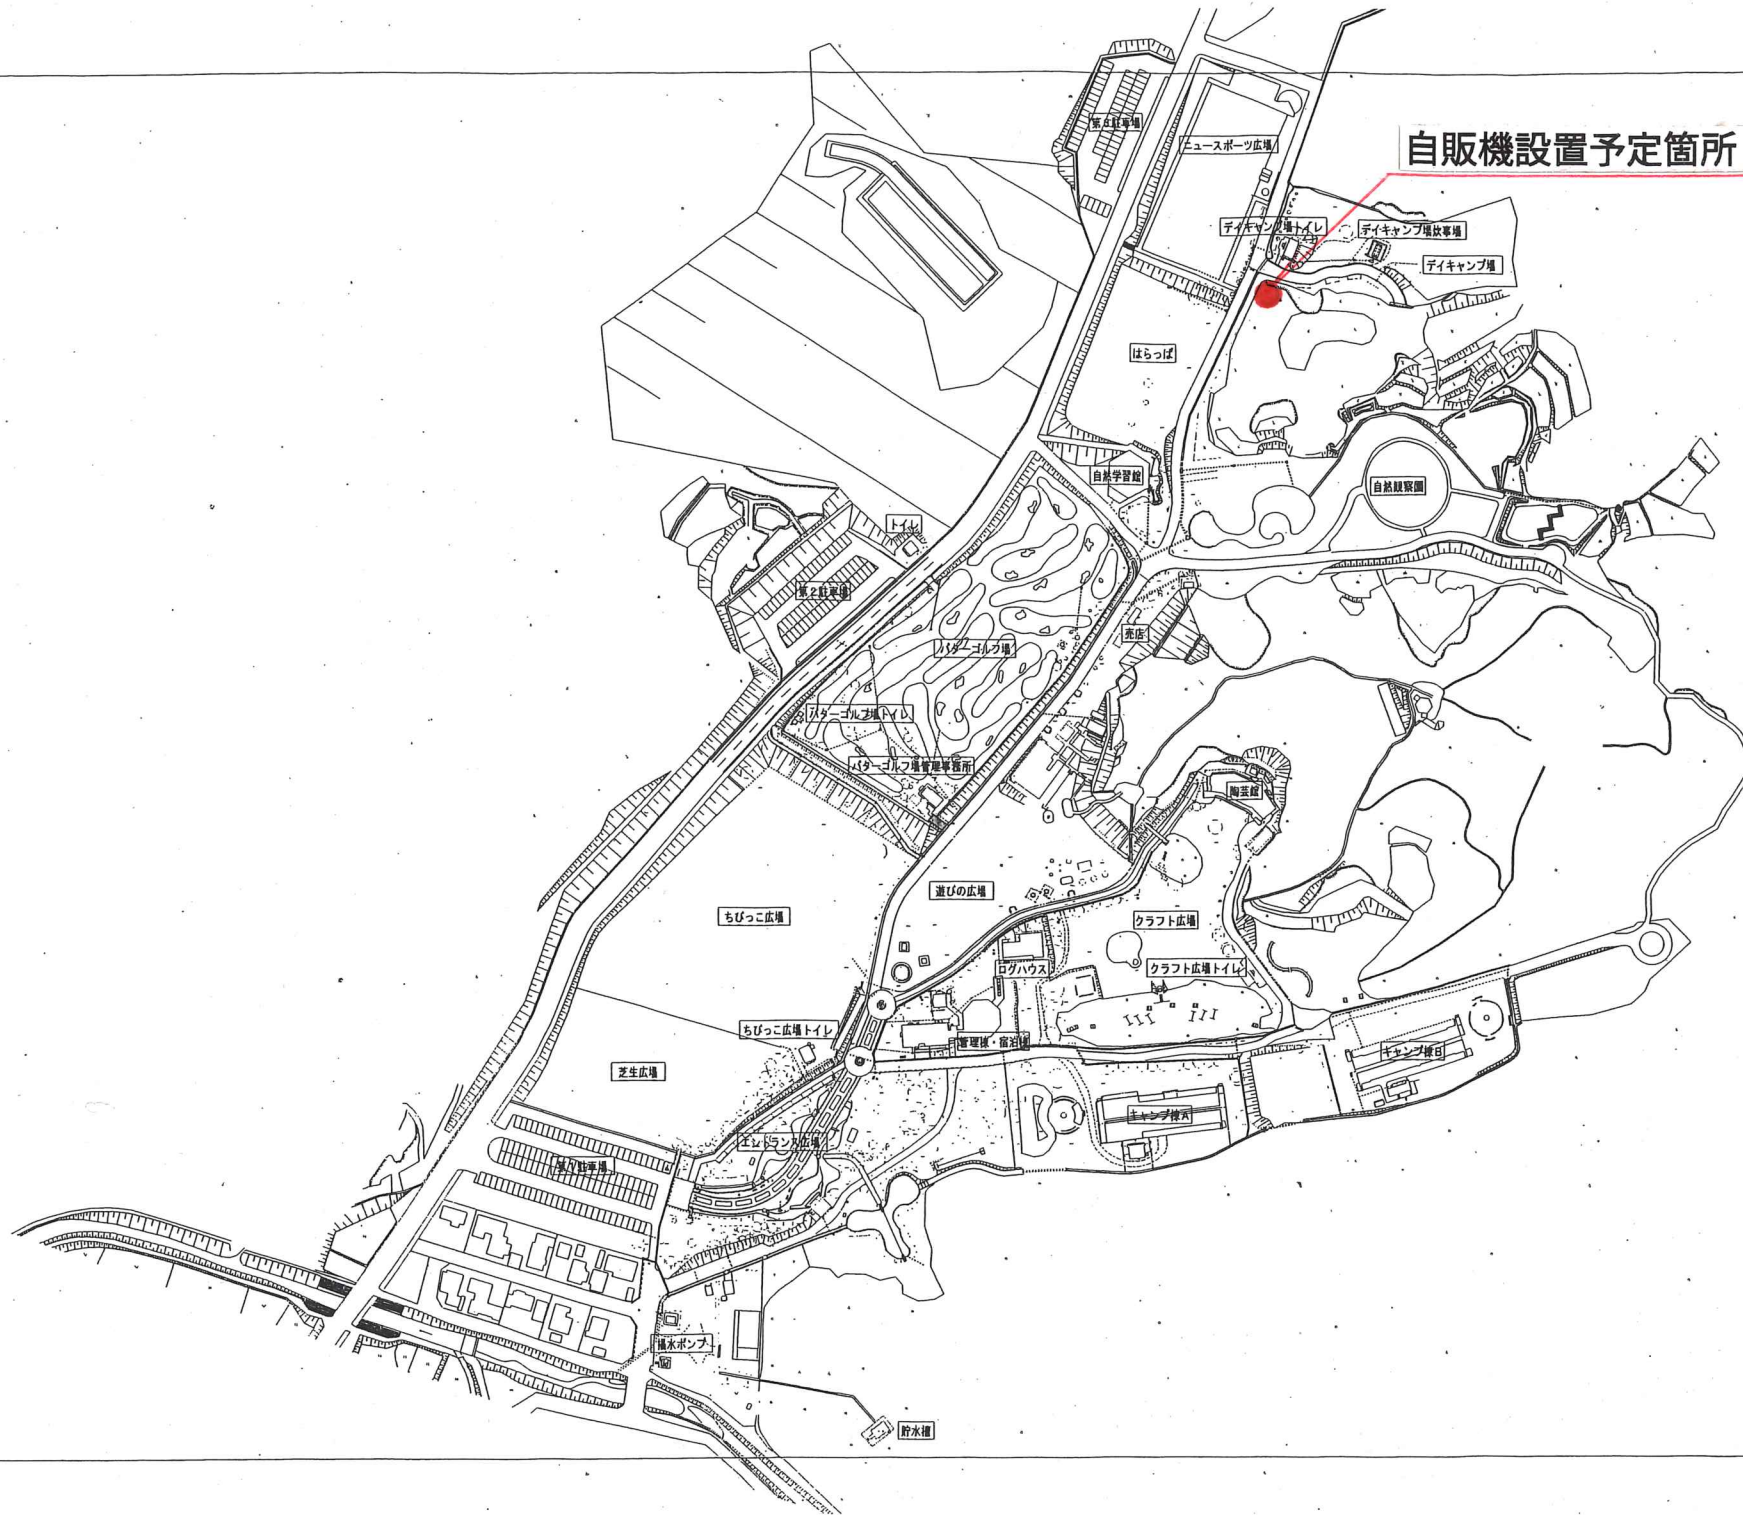 自販機設置予定箇所
第3駐車場
ニュースポーツ広場
デイキャンプ場トイレ
デイキャンプ場炊事場
デイキャンプ場
はらっぱ
自然学習館
自然観察園
トイレ
第2駐車場
売店
パターゴルフ場
パターゴルフ場トイレ
パターゴルフ場管理事務所
陶芸館
遊びの広場
ちびっこ広場
クラフト広場
ログハウス
クラフト広場トイレ
ちびっこ広場トイレ
管理棟・宿泊棟
キャンプ棟B
芝生広場
キャンプ棟A
エントランス広場
第1駐車場
揚水ポンプ
貯水槽